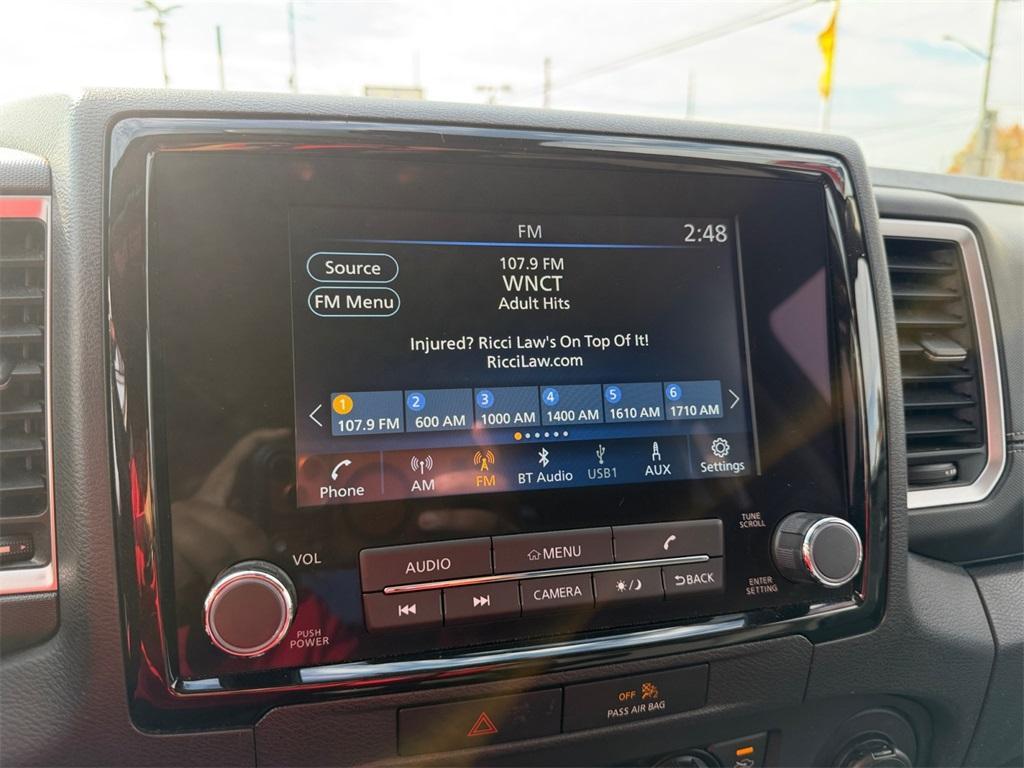 FM
2:48
Source
FM Menu
107.9 FM
WNCT
Adult Hits
Injured? Ricci Law's On Top Of It!
RicciLaw.com
1 2 3 4 5 6
107.9 FM 600 AM 1000 AM 1400 AM 1610 AM 1710 AM
Phone AM FM BT Audio USB1 AUX Settings
TUNE
SCROLL
VOL
AUDIO MENU
CAMERA BACK
ENTER
SETTING
PUSH
POWER
OFF 2
PASS AIR BAG